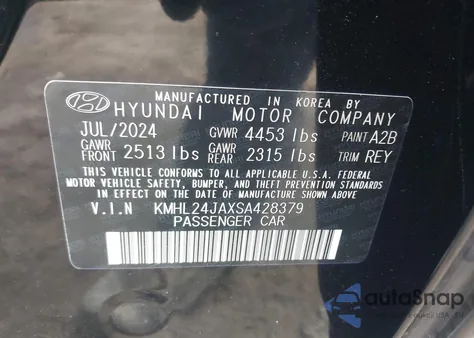 MANUFACTURED IN KOREA BY
HYUNDAI MOTOR COMPANY
JUL/2024 GVWR 4453 lbs PAINT A2B
GAWR FRONT 2513 lbs GAWR REAR 2315 lbs TRIM REY
THIS VEHICLE CONFORMS TO ALL APPLICABLE U.S.A. FEDERAL
MOTOR VEHICLE SAFETY, BUMPER, AND THEFT PREVENTION
STANDARDS IN EFFECT ON THE DATE OF MANUFACTURE SHOWN ABOVE.
V.I.N KMHL24JAXSA428379
PASSENGER CAR
autoSnap